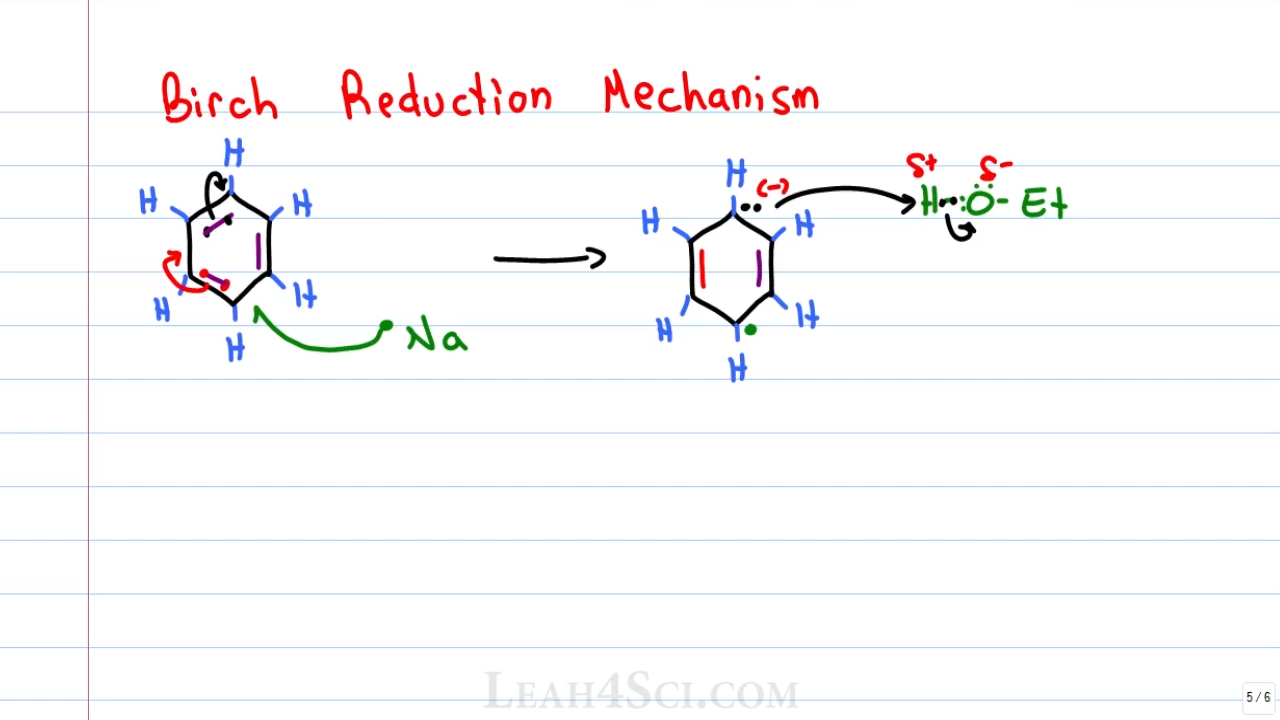 Birch Reduction Mechanism
H
H H
H H
H
Na
H (-)
H H
H H
H
δ+ δ-
H : Ö - Et
LEAH4SCI.COM
5/6